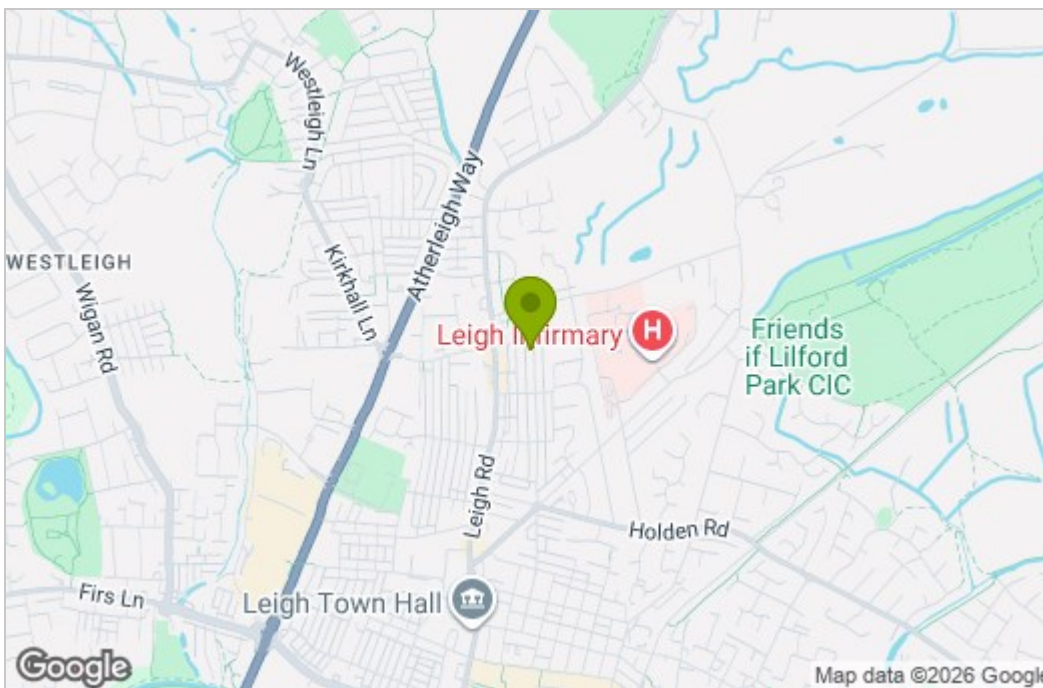 Westleigh Ln
Atherleigh Way
WESTLEIGH
Kirkhall Ln
Wigan Rd
Leigh Infirmary
H
Friends
if Lilford
Park CIC
Leigh Rd
Holden Rd
Firs Ln
Leigh Town Hall
Google
Map data ©2026 Google